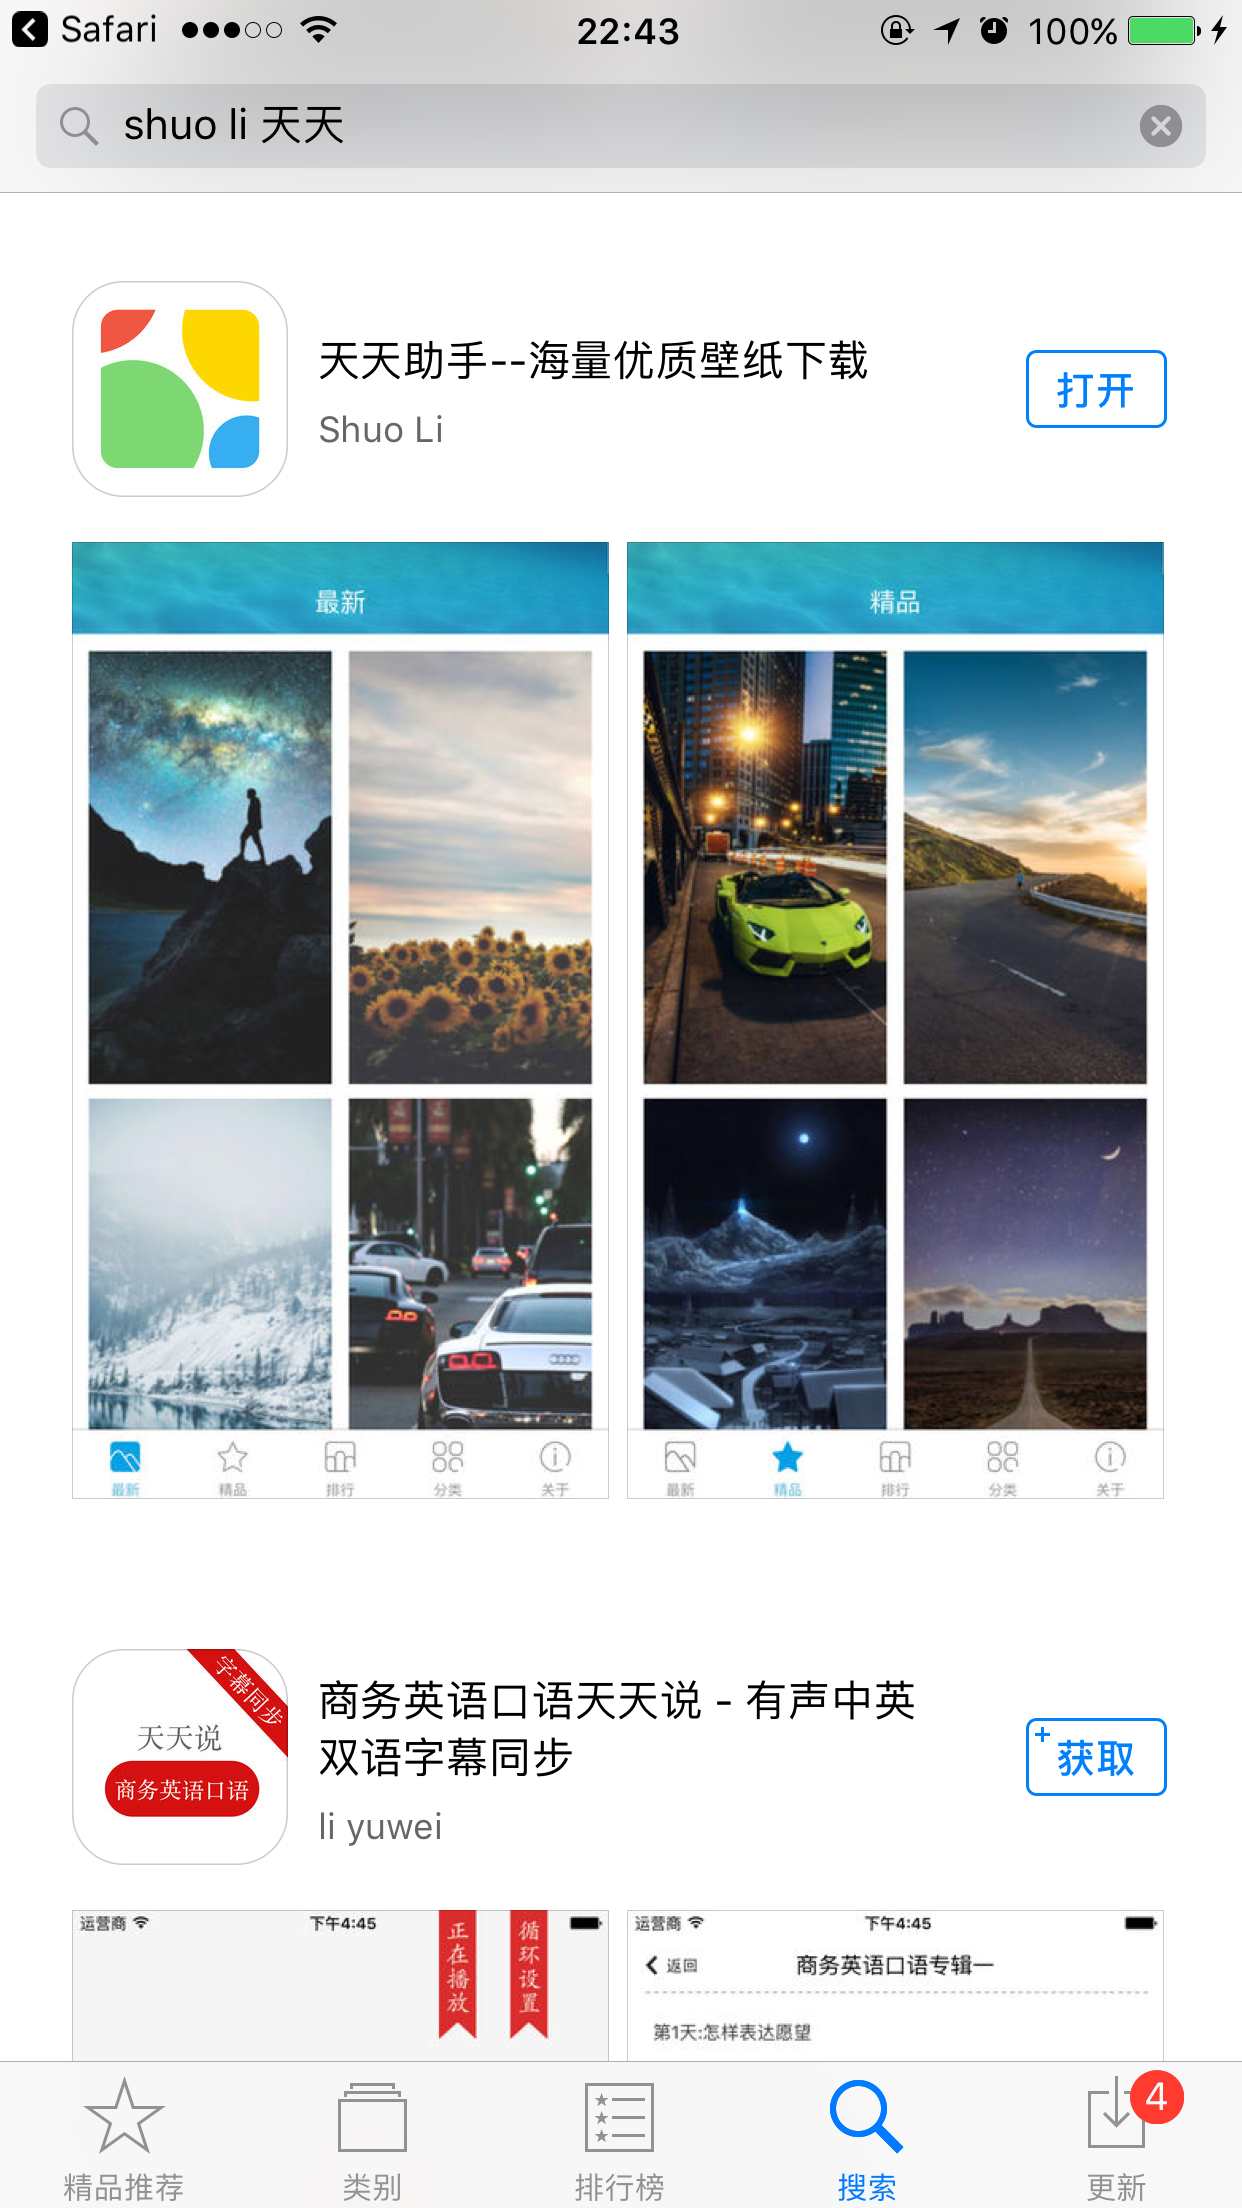 Safari
22:43
100%
shuo li 天天
天天助手--海量优质壁纸下载
Shuo Li
打开
最新
最新
精品
排行
分类
关于
精品
最新
精品
排行
分类
关于
字幕同步
天天说
商务英语口语
商务英语口语天天说 - 有声中英
双语字幕同步
li yuwei
获取
运营商
下午4:45
正在播放
循环设置
运营商
下午4:45
返回
商务英语口语专辑一
第1天:怎样表达愿望
精品推荐
类别
排行榜
搜索
4
更新